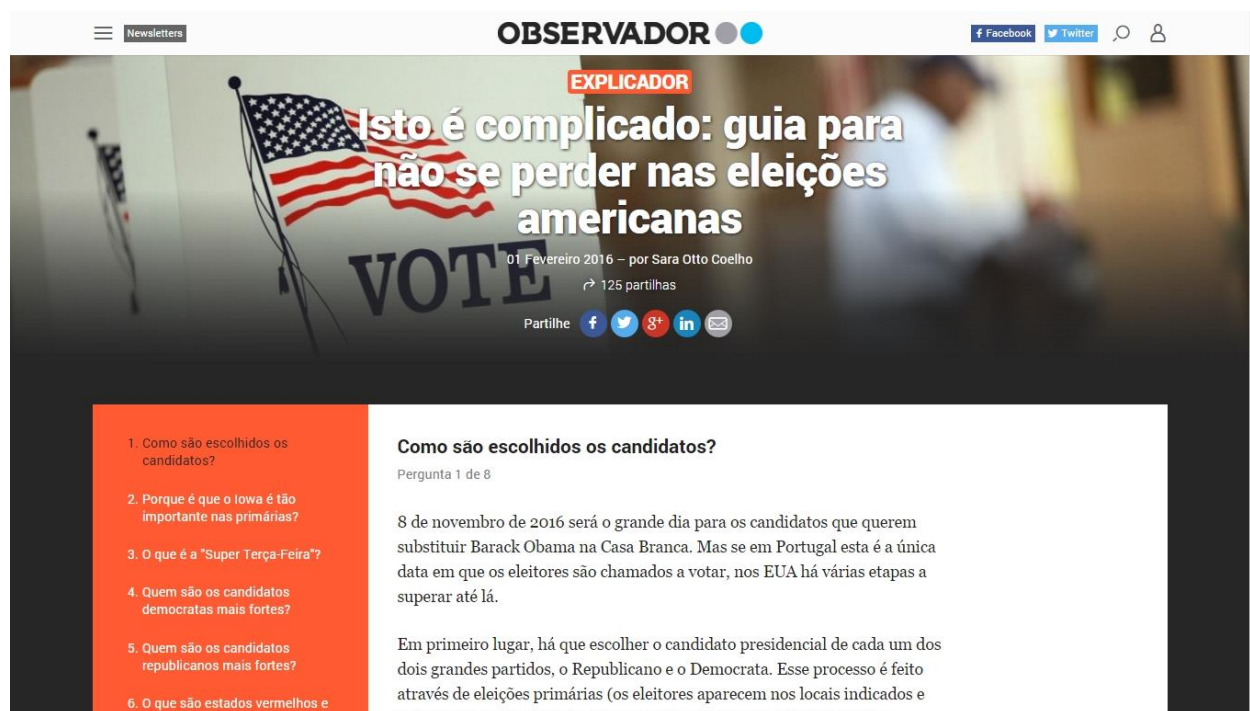 Newsletters
OBSERVADOR
Facebook
Twitter
EXPLICADOR
Isto é complicado: guia para
não se perder nas eleições
americanas
VOTE
01 Fevereiro 2016 – por Sara Otto Coelho
125 partilhas
Partilhe
1. Como são escolhidos os
candidatos?
2. Porque é que o Iowa é tão
importante nas primárias?
3. O que é a "Super Terça-Feira"?
4. Quem são os candidatos
democratas mais fortes?
5. Quem são os candidatos
republicanos mais fortes?
6. O que são estados vermelhos e
Como são escolhidos os candidatos?
Pergunta 1 de 8
8 de novembro de 2016 será o grande dia para os candidatos que querem
substituir Barack Obama na Casa Branca. Mas se em Portugal esta é a única
data em que os eleitores são chamados a votar, nos EUA há várias etapas a
superar até lá.
Em primeiro lugar, há que escolher o candidato presidencial de cada um dos
dois grandes partidos, o Republicano e o Democrata. Esse processo é feito
através de eleições primárias (os eleitores aparecem nos locais indicados e